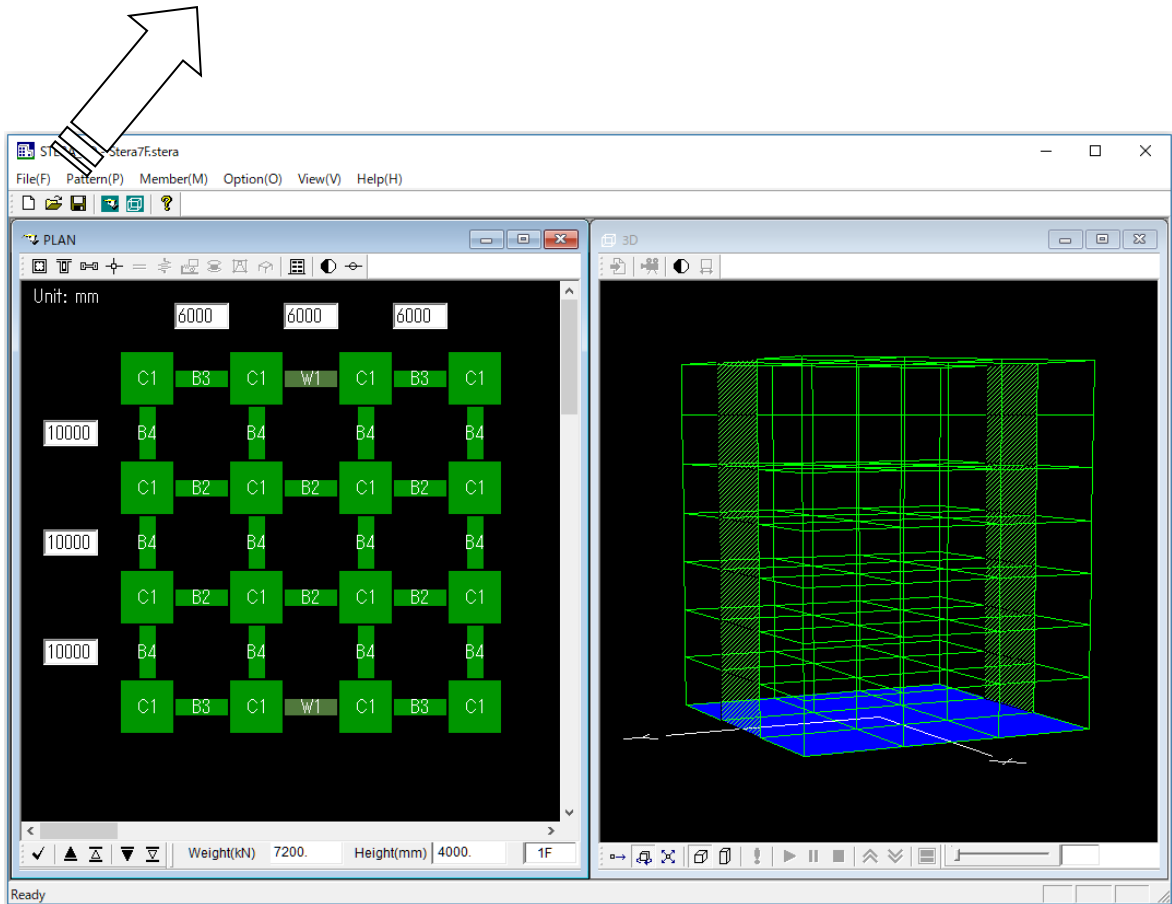 Stera7F.stera
File(F) Pattern(P) Member(M) Option(O) View(V) Help(H)
PLAN
3D
Unit: mm
6000 6000 6000
C1 B3 C1 W1 C1 B3 C1
10000 B4 B4 B4 B4
C1 B2 C1 B2 C1 B2 C1
10000 B4 B4 B4 B4
C1 B2 C1 B2 C1 B2 C1
10000 B4 B4 B4 B4
C1 B3 C1 W1 C1 B3 C1
Weight(kN) 7200. Height(mm) 4000. 1F
Ready